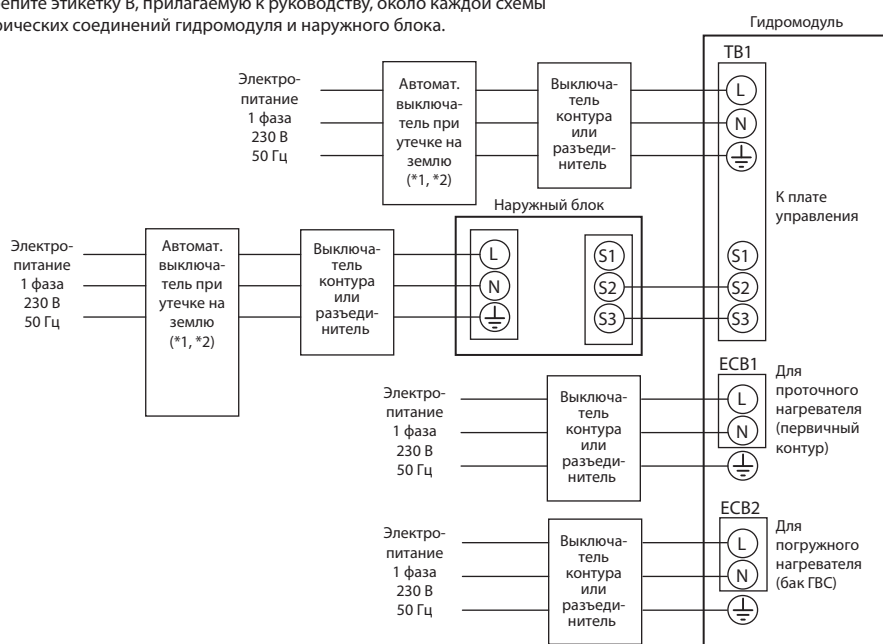 репите этикетку В, прилагаемую к руководству, около каждой схемы
рических соединений гидромодуля и наружного блока.
Гидромодуль
TB1
Электро-
питание
1 фаза
230 В
50 Гц
Автомат.
выключа-
тель при
утечке на
землю
(*1, *2)
Выключа-
тель
контура
или
разъеди-
нитель
L
N
К плате
управления
Наружный блок
Электро-
питание
1 фаза
230 В
50 Гц
Автомат.
выключа-
тель при
утечке на
землю
(*1, *2)
Выключа-
тель
контура
или
разъеди-
нитель
L
N
S1
S2
S3
S1
S2
S3
ECB1
Электро-
питание
1 фаза
230 В
50 Гц
Выключа-
тель
контура
или
разъеди-
нитель
L
N
Для
проточного
нагревателя
(первичный
контур)
ECB2
Электро-
питание
1 фаза
230 В
50 Гц
Выключа-
тель
контура
или
разъеди-
нитель
L
N
Для
погружного
нагревателя
(бак ГВС)